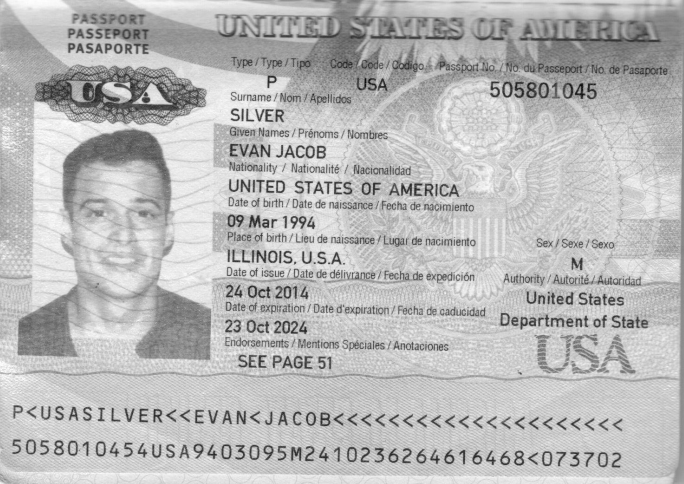 PASSPORT
PASSEPORT
PASAPORTE
UNITED STATES OF AMERICA
USA
Type / Type / Tipo Code / Code / Codigo Passport No. / No. du Passeport / No. de Pasaporte
P USA 505801045
Surname / Nom / Apellidos
SILVER
Given Names / Prénoms / Nombres
EVAN JACOB
Nationality / Nationalité / Nacionalidad
UNITED STATES OF AMERICA
Date of birth / Date de naissance / Fecha de nacimiento
09 Mar 1994
Place of birth / Lieu de naissance / Lugar de nacimiento
ILLINOIS, U.S.A.
Sex / Sexe / Sexo
M
Date of issue / Date de délivrance / Fecha de expedición
24 Oct 2014
Authority / Autorité / Autoridad
United States
Department of State
Date of expiration / Date d'expiration / Fecha de caducidad
23 Oct 2024
Endorsements / Mentions Spéciales / Anotaciones
SEE PAGE 51
USA
P<USASILVER<<EVAN<JACOB<<<<<<<<<<<<<<<<<<<<<
5058010454USA9403095M2410236264616468<073702